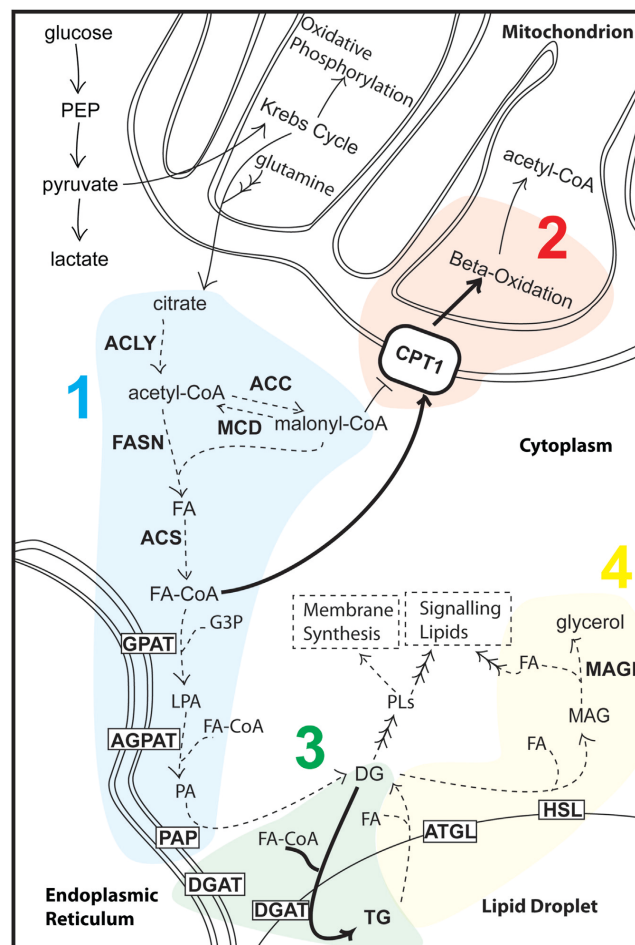 glucose
PEP
pyruvate
lactate
Mitochondrion
Oxidative
Phosphorylation
Krebs Cycle
glutamine
acetyl-CoA
2
Beta-Oxidation
CPT1
citrate
ACLY
1
acetyl-CoA
ACC
MCD
malonyl-CoA
FASN
Cytoplasm
FA
ACS
FA-CoA
GPAT
G3P
LPA
AGPAT
FA-CoA
PA
PAP
DGAT
Endoplasmic
Reticulum
Membrane
Synthesis
Signalling
Lipids
4
glycerol
FA
MAGL
PLs
MAG
FA
3
DG
HSL
FA
ATGL
FA-CoA
DGAT
TG
Lipid Droplet